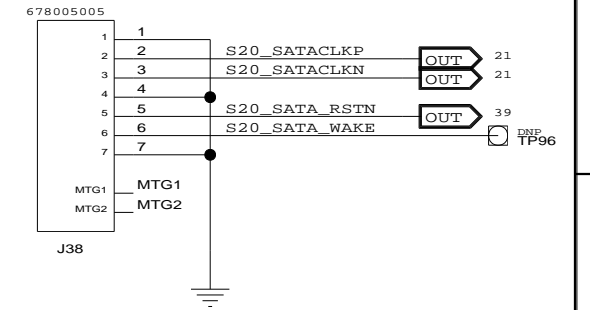 678005005
1 1
2 2 S20_SATACLKP OUT 21
3 3 S20_SATACLKN OUT 21
4 4
5 5 S20_SATA_RSTN OUT 39
6 6 S20_SATA_WAKE DNP
TP96
7 7
MTG1 MTG1
MTG2 MTG2
J38